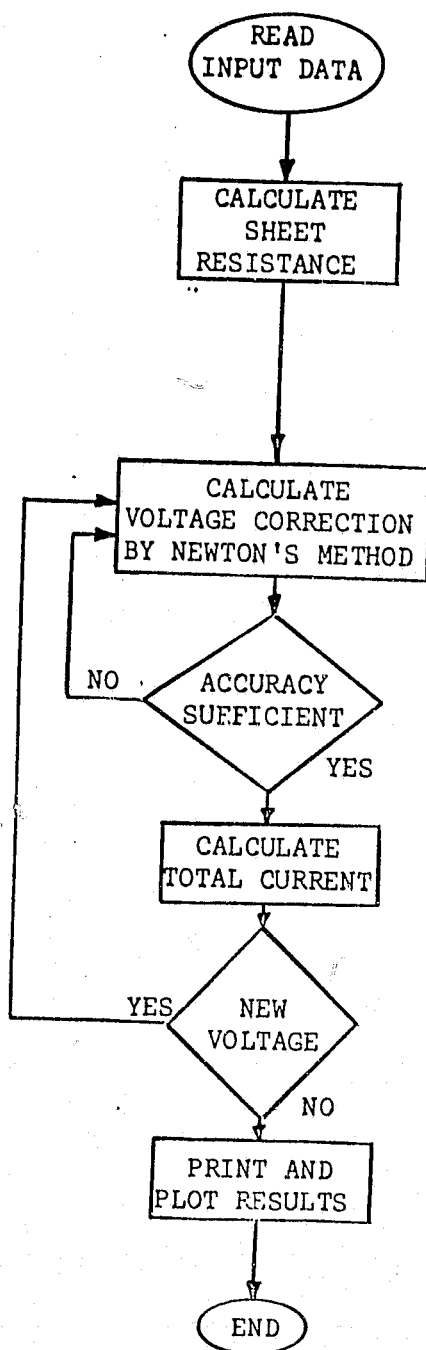 READ
INPUT DATA
CALCULATE
SHEET
RESISTANCE
CALCULATE
VOLTAGE CORRECTION
BY NEWTON'S METHOD
NO
ACCURACY
SUFFICIENT
YES
CALCULATE
TOTAL CURRENT
YES
NEW
VOLTAGE
NO
PRINT AND
PLOT RESULTS
END